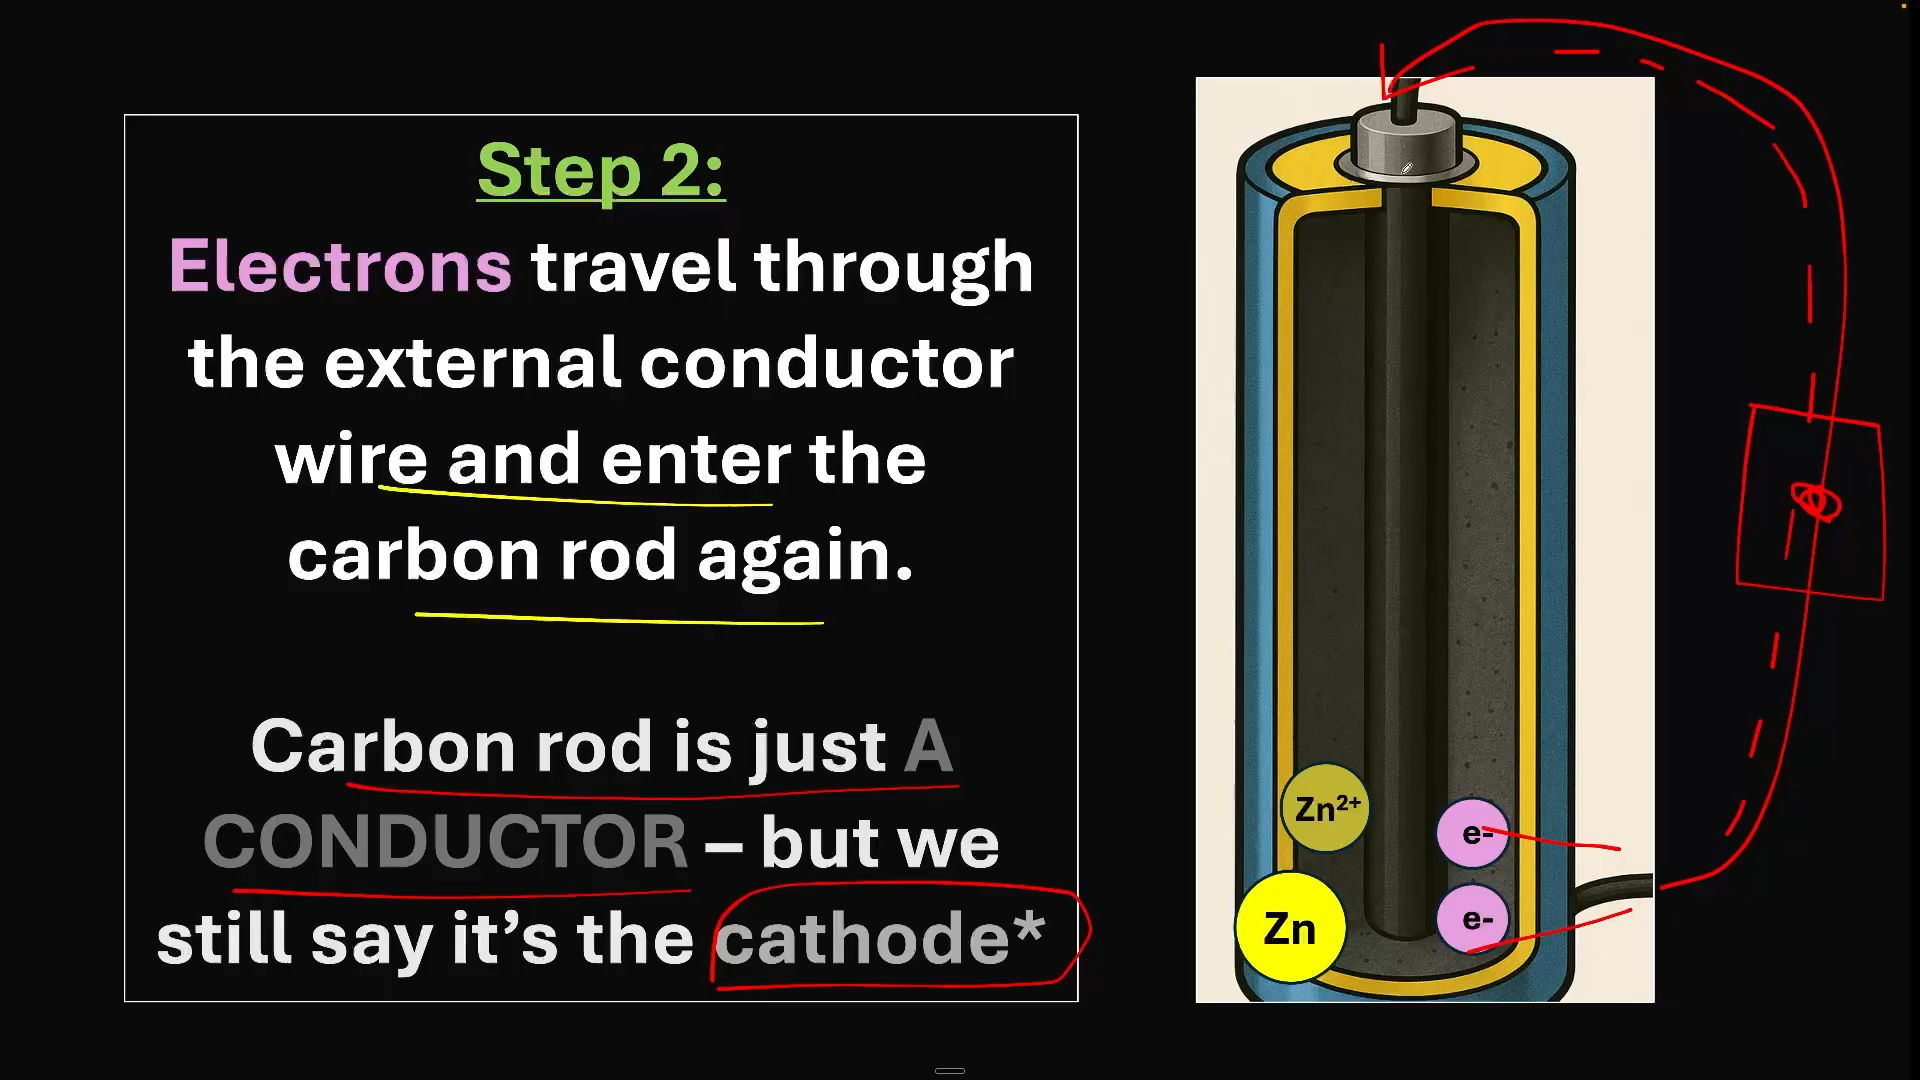 Step 2:
Electrons travel through
the external conductor
wire and enter the
carbon rod again.
Carbon rod is just A
CONDUCTOR – but we
still say it’s the cathode*
Zn²⁺
e-
e-
Zn